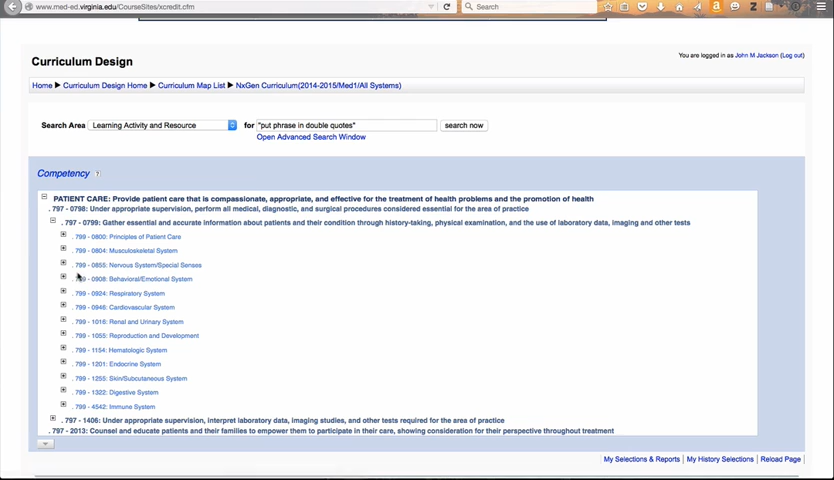 www.med-ed.virginia.edu/CourseSites/xcredit.cfm
Search
You are logged in as John M Jackson (Log out)
Curriculum Design
Home ▶ Curriculum Design Home ▶ Curriculum Map List ▶ NxGen Curriculum(2014-2015/Med1/All Systems)
Search Area Learning Activity and Resource for "put phrase in double quotes" search now
Open Advanced Search Window
Competency ?
PATIENT CARE: Provide patient care that is compassionate, appropriate, and effective for the treatment of health problems and the promotion of health
. 797 - 0798: Under appropriate supervision, perform all medical, diagnostic, and surgical procedures considered essential for the area of practice
. 797 - 0799: Gather essential and accurate information about patients and their condition through history-taking, physical examination, and the use of laboratory data, imaging and other tests
. 799 - 0800: Principles of Patient Care
. 799 - 0804: Musculoskeletal System
. 799 - 0855: Nervous System/Special Senses
. 799 - 0908: Behavioral/Emotional System
. 799 - 0924: Respiratory System
. 799 - 0946: Cardiovascular System
. 799 - 1016: Renal and Urinary System
. 799 - 1055: Reproduction and Development
. 799 - 1154: Hematologic System
. 799 - 1201: Endocrine System
. 799 - 1255: Skin/Subcutaneous System
. 799 - 1322: Digestive System
. 799 - 4542: Immune System
. 797 - 1406: Under appropriate supervision, interpret laboratory data, imaging studies, and other tests required for the area of practice
. 797 - 2013: Counsel and educate patients and their families to empower them to participate in their care, showing consideration for their perspective throughout treatment
My Selections & Reports | My History Selections | Reload Page